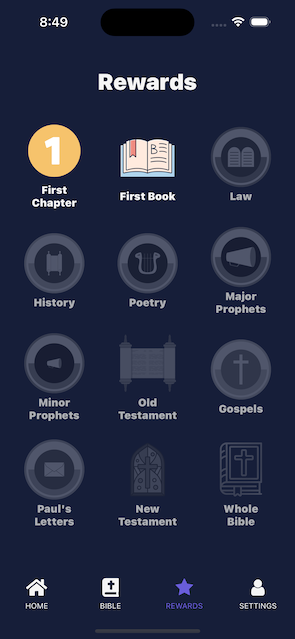 8:49
Rewards
1
B
First
Chapter
First Book
Law
History
Poetry
Major
Prophets
Minor
Prophets
Old
Testament
Gospels
Paul's
Letters
New
Testament
Whole
Bible
HOME
BIBLE
REWARDS
SETTINGS